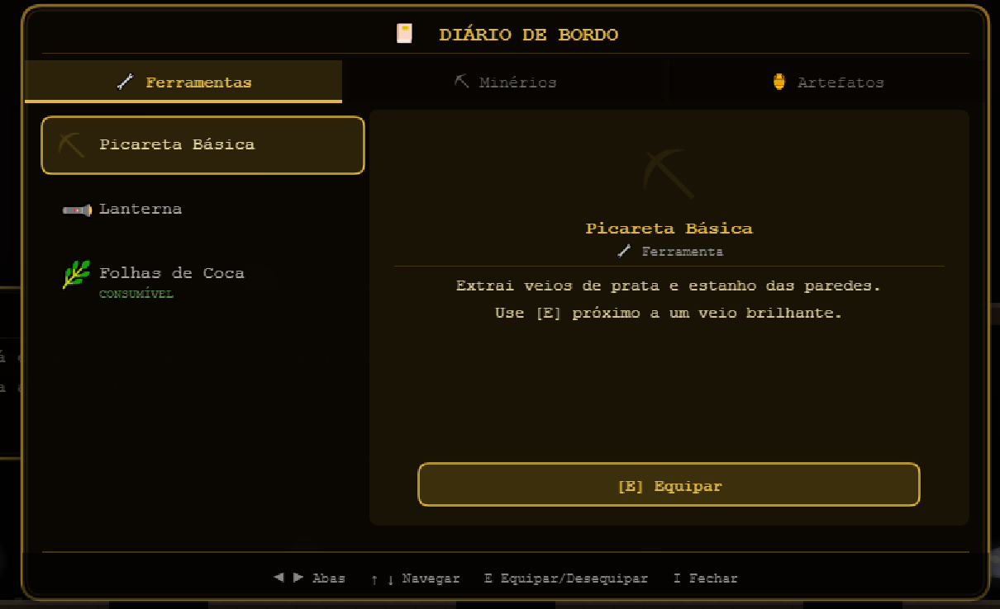 DIÁRIO DE BORDO
Ferramentas
Minérios
Artefatos
Picareta Básica
Lanterna
Folhas de Coca
CONSUMÍVEL
Picareta Básica
Ferramenta
Extrai veios de prata e estanho das paredes.
Use [E] próximo a um veio brilhante.
[E] Equipar
◄ ► Abas ↑ ↓ Navegar E Equipar/Desequipar I Fechar